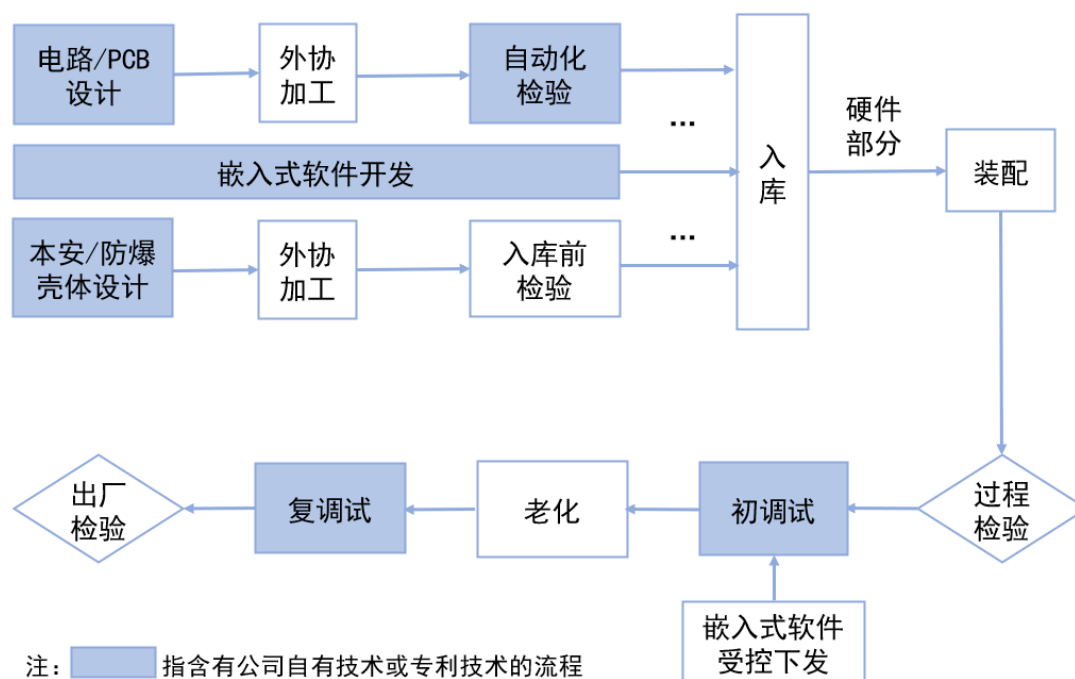 电路/PCB
设计
外协
加工
自动化
检验
...
嵌入式软件开发
本安/防爆
壳体设计
外协
加工
入库前
检验
...
入
库
硬件
部分
装配
过程
检验
初调试
嵌入式软件
受控下发
老化
复调试
出厂
检验
注:
指含有公司自有技术或专利技术的流程